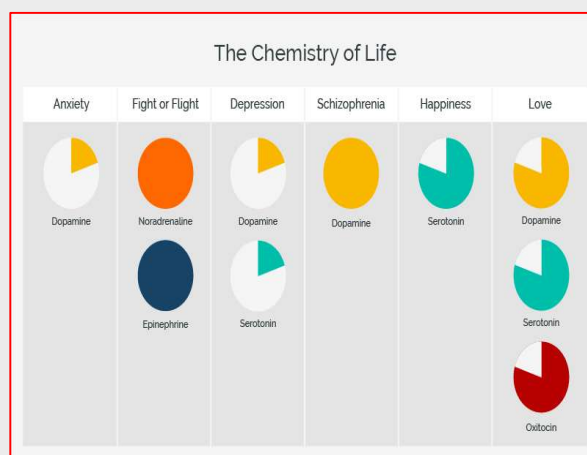 The Chemistry of Life
Anxiety Fight or Flight Depression Schizophrenia Happiness Love
Dopamine Noradrenaline Dopamine Dopamine Serotonin Dopamine
Epinephrine Serotonin Serotonin
Oxitocin